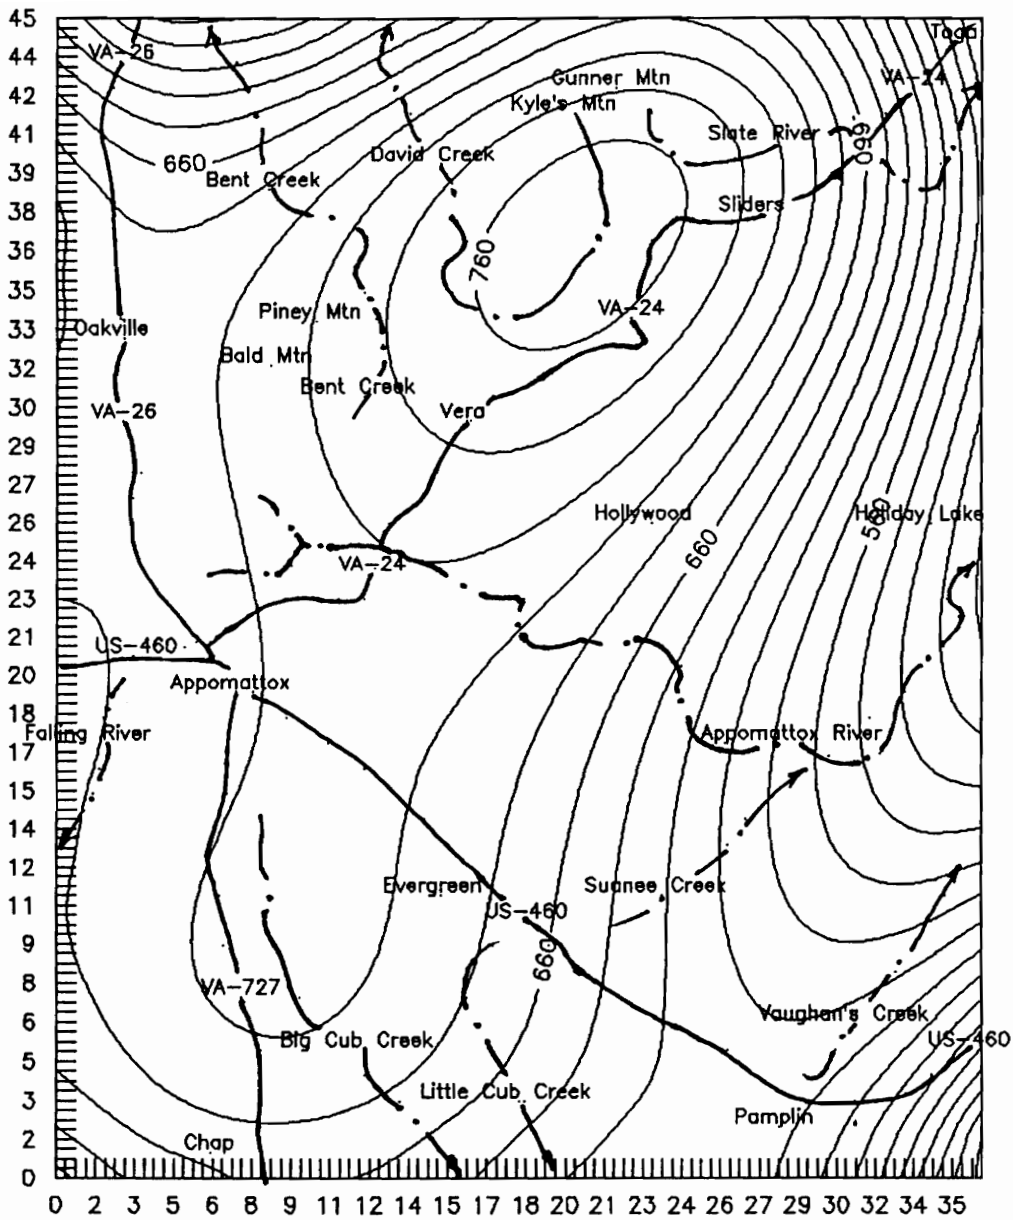 45
Toga
44
VA-26
Gunner Mtn
VA-24
42
Kyle's Mtn
41
Slate River
660
660
David Creek
39
Bent Creek
38
Sliders
36
760
35
Piney Mtn
VA-24
33
Oakville
Bald Mtn
32
Bent Creek
30
VA-26
Vera
29
27
26
Hollywood
560
Holiday Lake
660
24
VA-24
23
21
US-460
20
Appomattox
18
Falling River
Appomattox River
17
15
14
12
Evergreen
Suanee Creek
11
US-460
9
660
8
VA-727
6
Vaughan's Creek
Big Cub Creek
US-460
5
Little Cub Creek
3
Pamplin
2
Chap
0
0 2 3 5 6 8 9 11 12 14 15 17 18 20 21 23 24 26 27 29 30 32 34 35